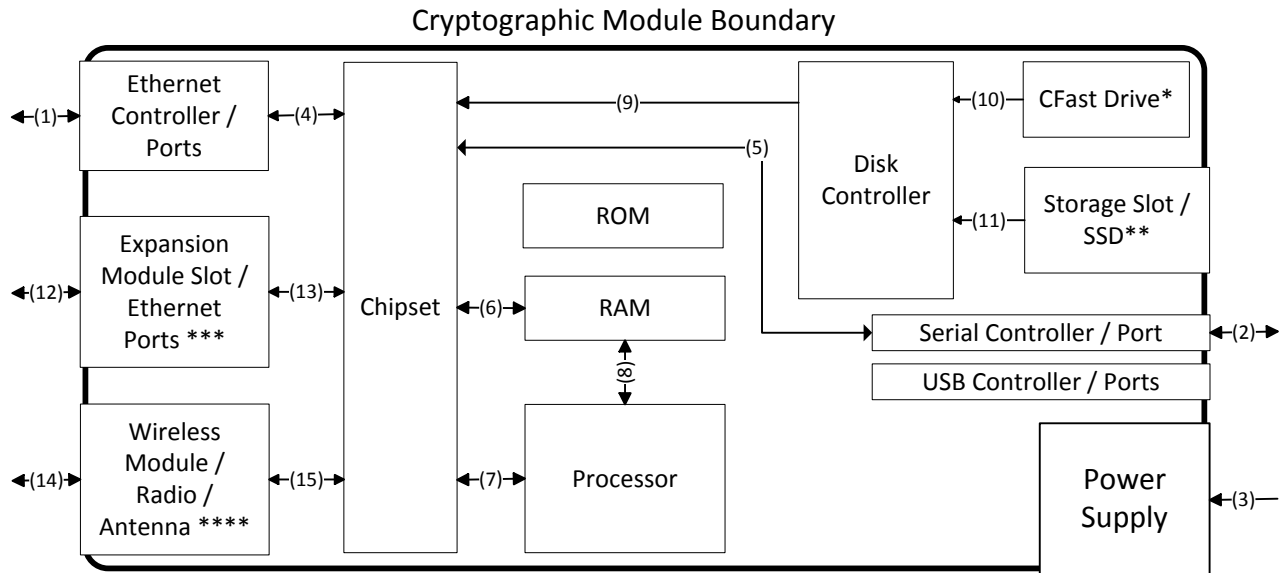 Cryptographic Module Boundary
Ethernet
Controller /
Ports
(1)
(4)
Expansion
Module Slot /
Ethernet
Ports ***
(12)
(13)
Wireless
Module /
Radio /
Antenna ****
(14)
(15)
Chipset
(9)
(5)
ROM
(6)
RAM
(8)
(7)
Processor
Disk
Controller
(10)
CFast Drive*
(11)
Storage Slot /
SSD**
Serial Controller / Port
(2)
USB Controller / Ports
Power
Supply
(3)